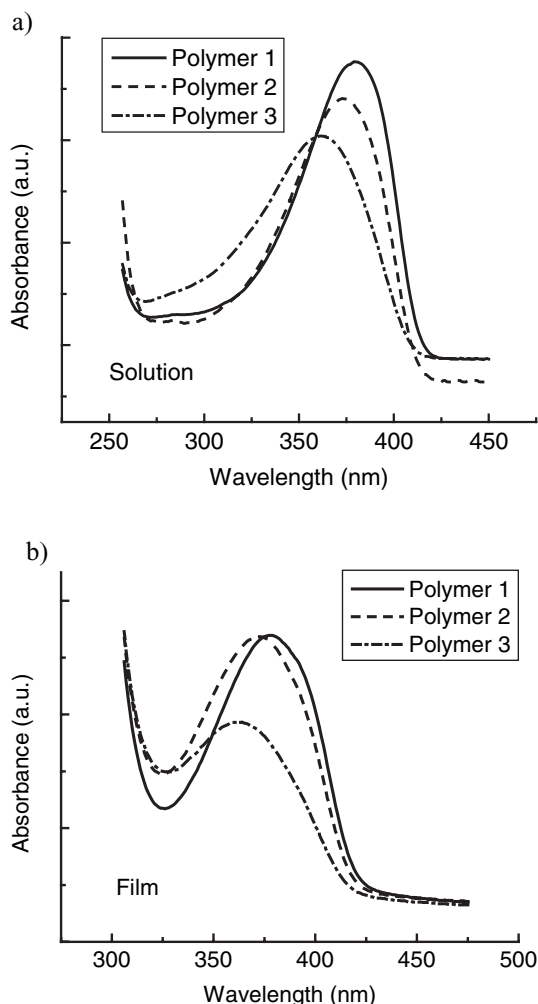 a)
Polymer 1
Polymer 2
Polymer 3
Absorbance (a.u.)
Solution
250 300 350 400 450
Wavelength (nm)
b)
Polymer 1
Polymer 2
Polymer 3
Absorbance (a.u.)
Film
300 350 400 450 500
Wavelength (nm)